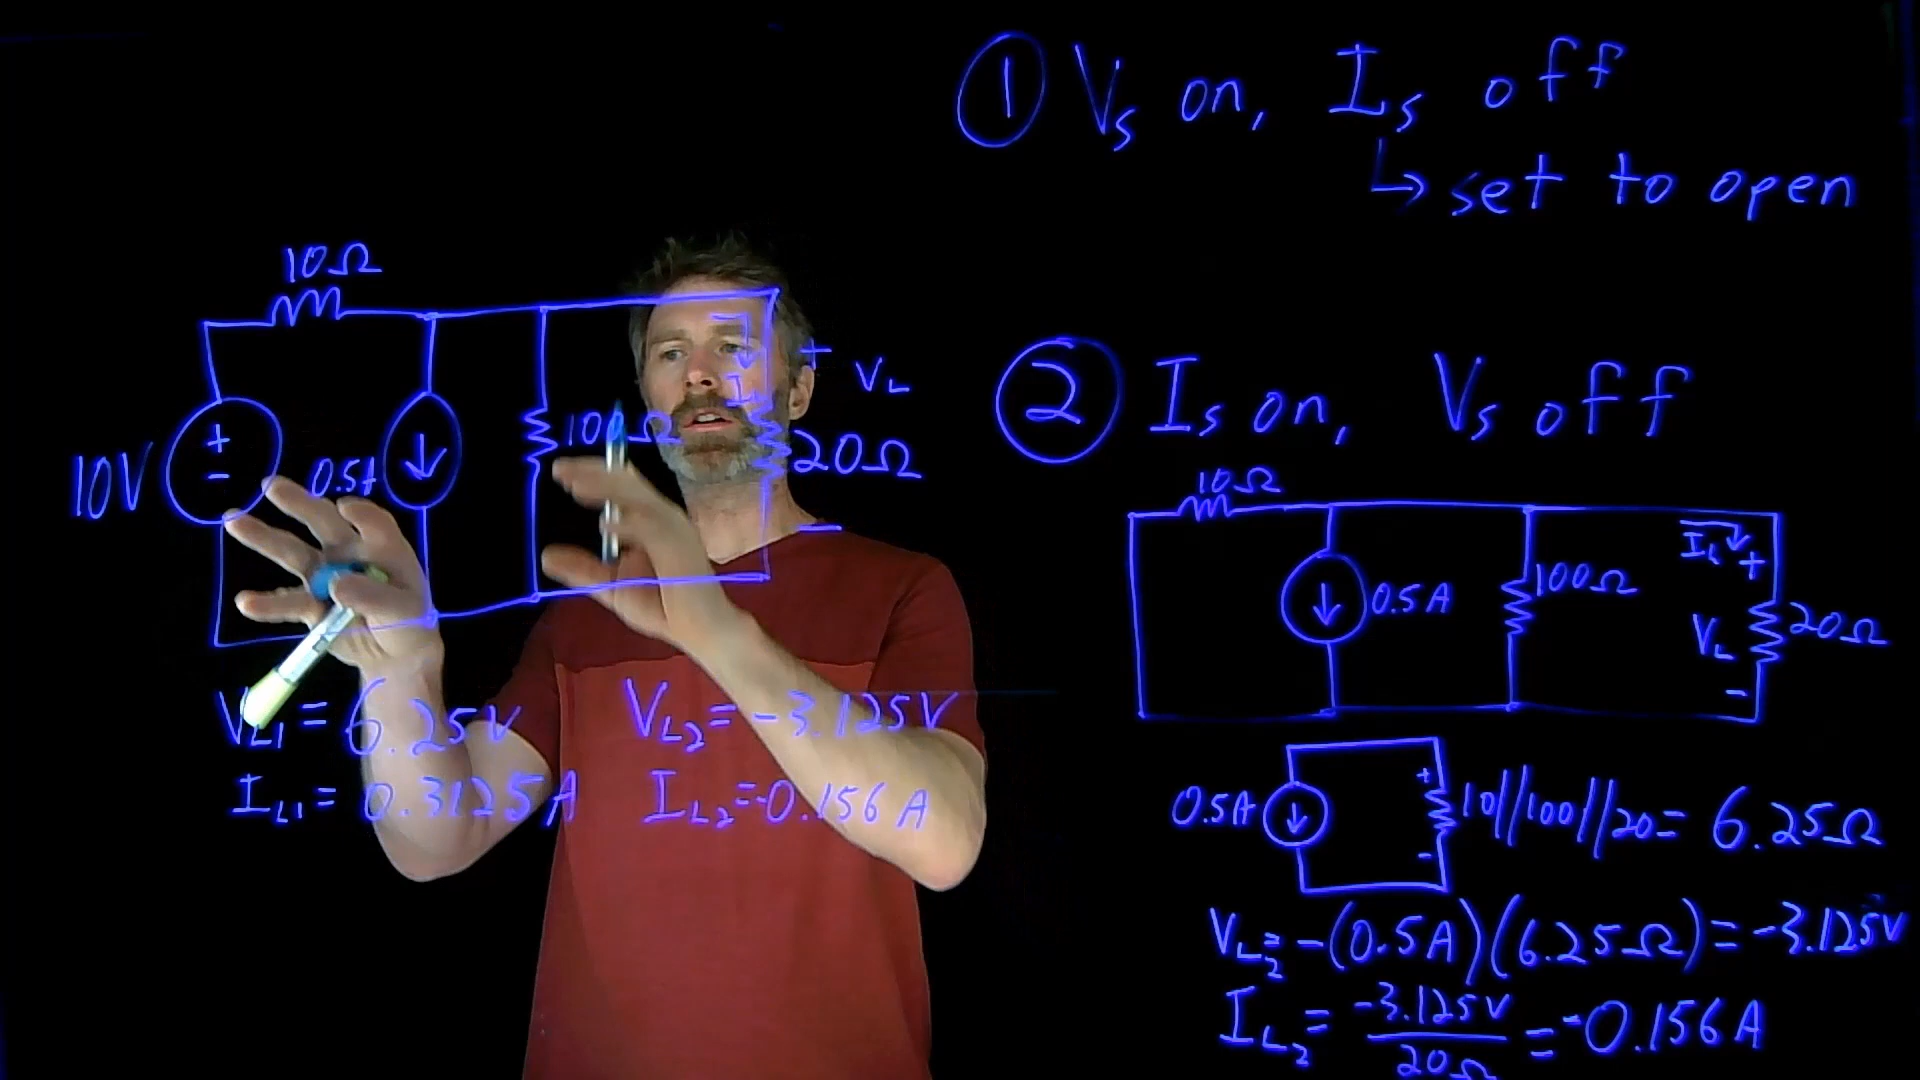 ① Vs on, Is off
↳ set to open
10Ω
10V
+
-
0.5A
100Ω
IL
+
VL
20Ω
-
VL1 = 6.25V
IL1 = 0.3125A
VL2 = -3.125V
IL2 = -0.156 A
② Is on, Vs off
10Ω
0.5A
100Ω
IL
+
VL
20Ω
-
0.5A
+
-
10//100//20 = 6.25Ω
VL2 = -(0.5A)(6.25Ω) = -3.125V
IL2 = -3.125V / 20Ω = -0.156 A